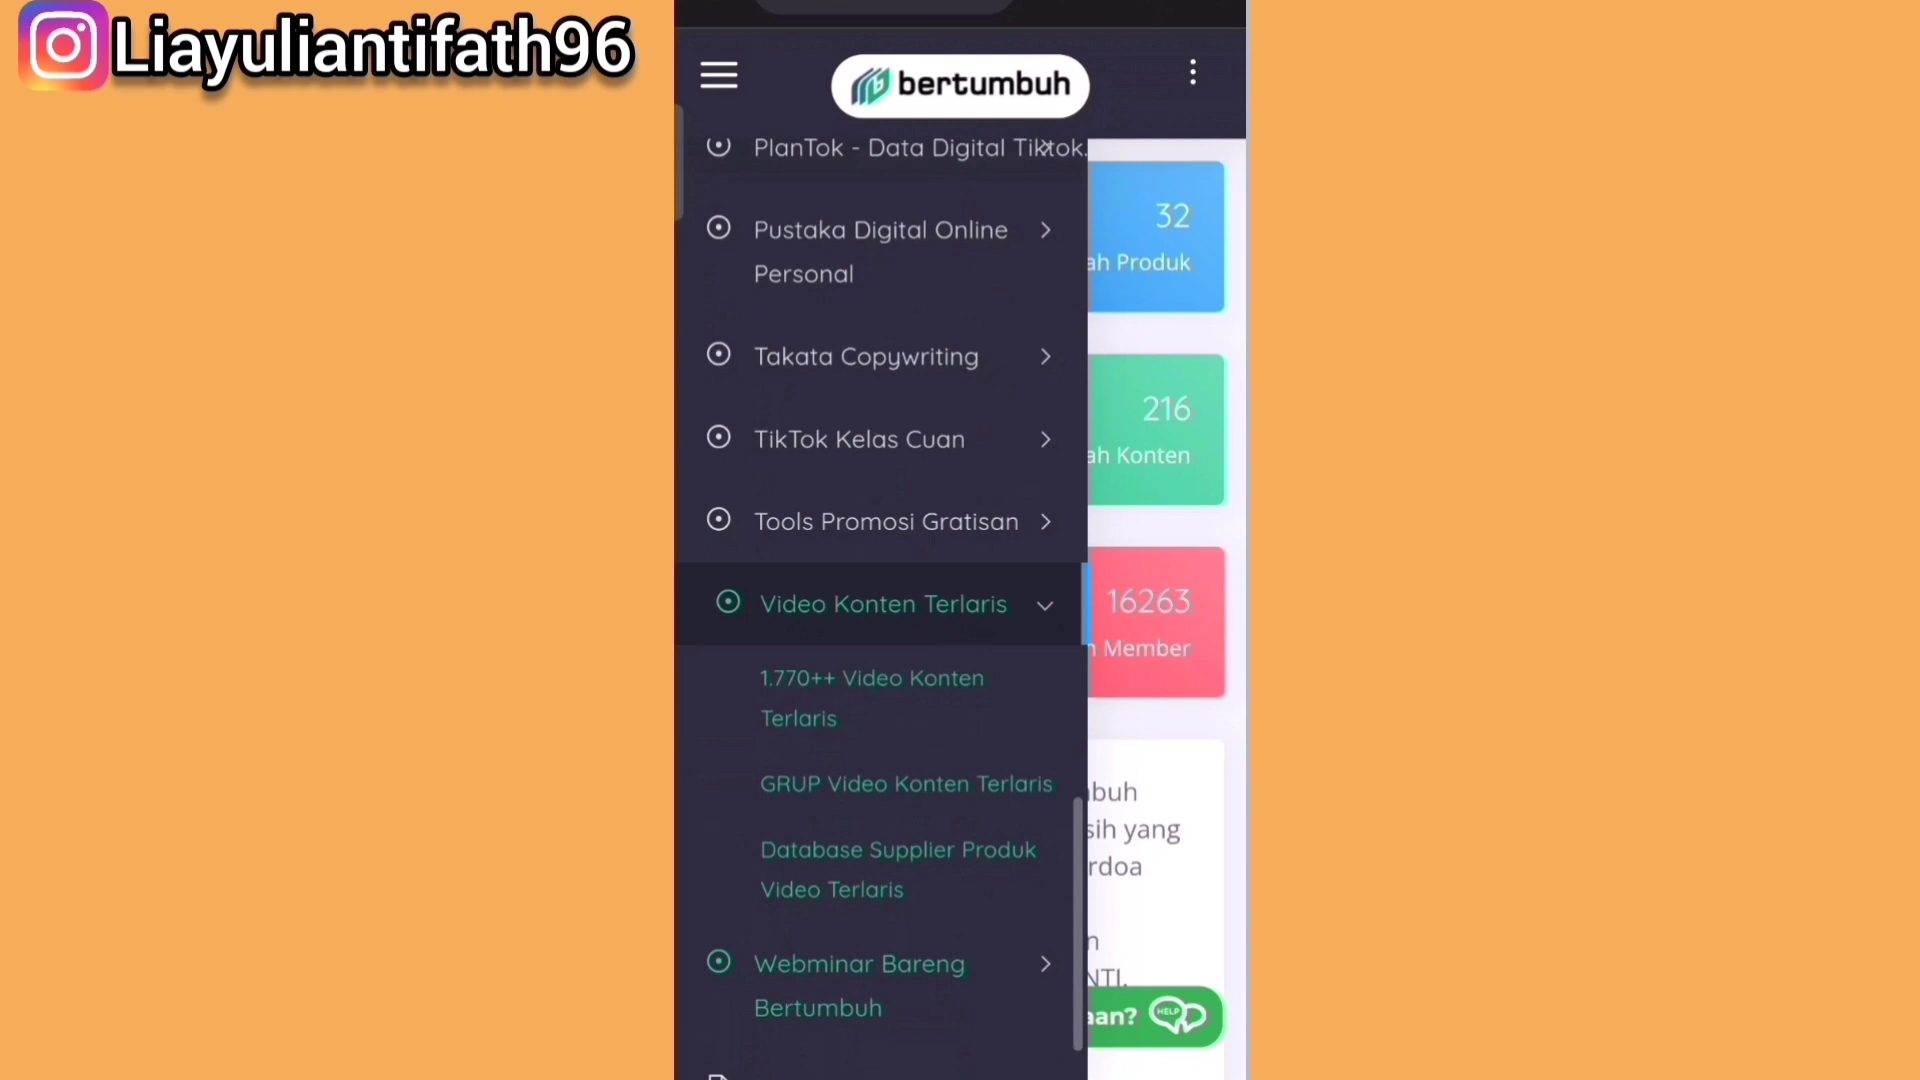 Liayuliantifath96
bertumbuh
PlanTok - Data Digital Tiktok.
Pustaka Digital Online
Personal
Takata Copywriting
TikTok Kelas Cuan
Tools Promosi Gratisan
Video Konten Terlaris
1.770++ Video Konten
Terlaris
GRUP Video Konten Terlaris
Database Supplier Produk
Video Terlaris
Webminar Bareng
Bertumbuh
32
ah Produk
216
ah Konten
16263
Member
buh
sih yang
rdoa
n
NTI.
aan?
HELP